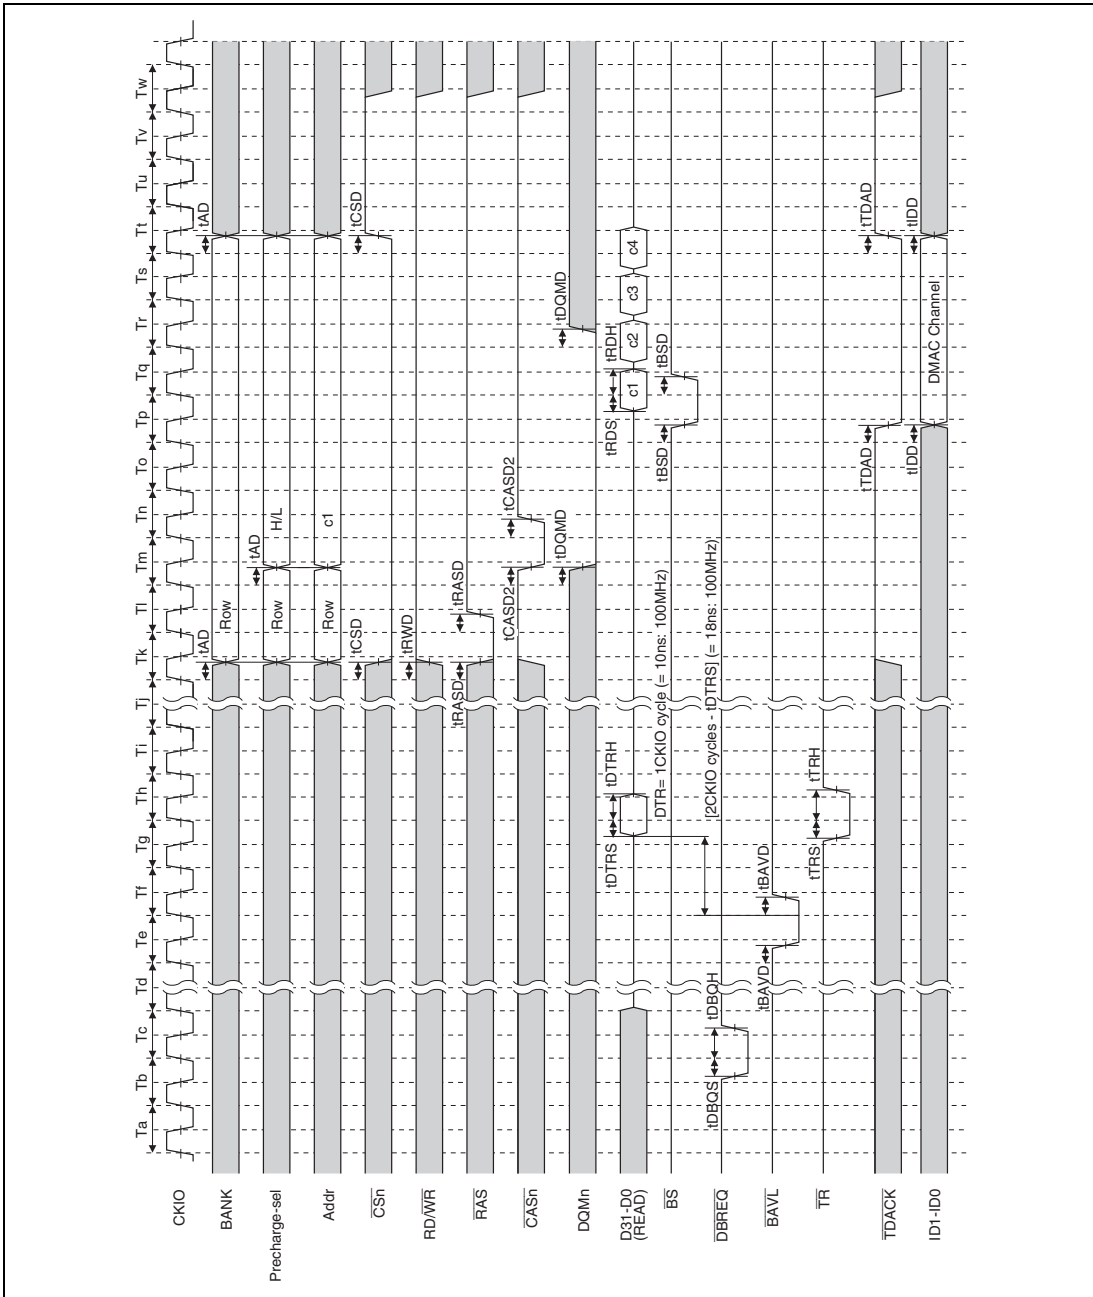 Ta
Tb
Tc
Td
Te
Tf
Tg
Th
Ti
Tj
Tk
Tl
Tm
Tn
To
Tp
Tq
Tr
Ts
Tt
Tu
Tv
Tw
CKIO
BANK
tAD
Row
tAD
Precharge-sel
Row
tAD
H/L
Addr
Row
c1
CSn
tCSD
tCSD
RD/WR
tRWD
RAS
tRASD
tRASD
CASn
tCASD2
tCASD2
DQMn
tDQMD
tDQMD
D31-D0
(READ)
tDTRS
tDTRH
tRDS
tRDH
c1
c2
c3
c4
DTR= 1CKIO cycle (= 10ns: 100MHz)
BS
tBSD
tBSD
[2CKIO cycles - tDTRS] (= 18ns: 100MHz)
DBREQ
tDBQS
tDBQH
BAVL
tBAVD
tBAVD
TR
tTRS
tTRH
TDACK
tTDAD
tTDAD
ID1-ID0
tIDD
DMAC Channel
tIDD